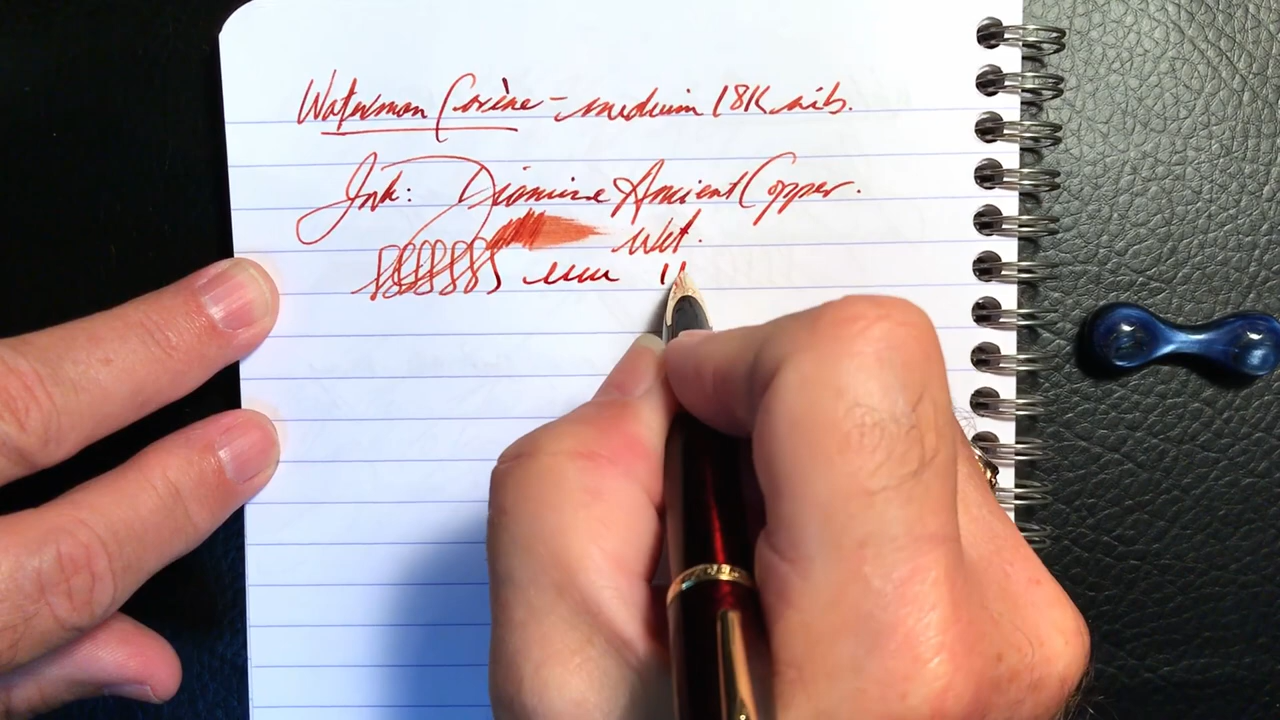 Waterman Carène - medium 18K nib.
Ink: Diamine Ancient Copper.
Wet.